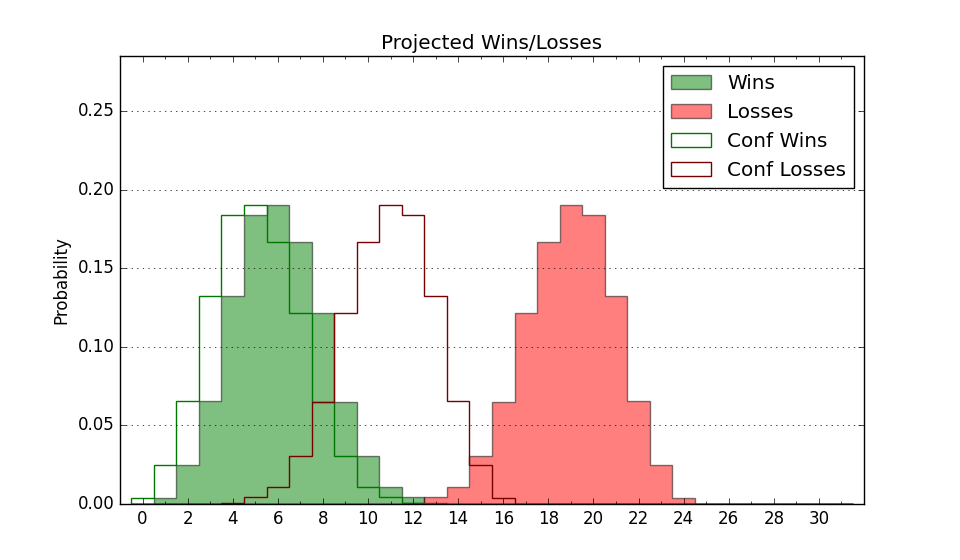 Projected Wins/Losses
Wins
Losses
Conf Wins
Conf Losses
Probability
0.25
0.20
0.15
0.10
0.05
0.00
0 2 4 6 8 10 12 14 16 18 20 22 24 26 28 30